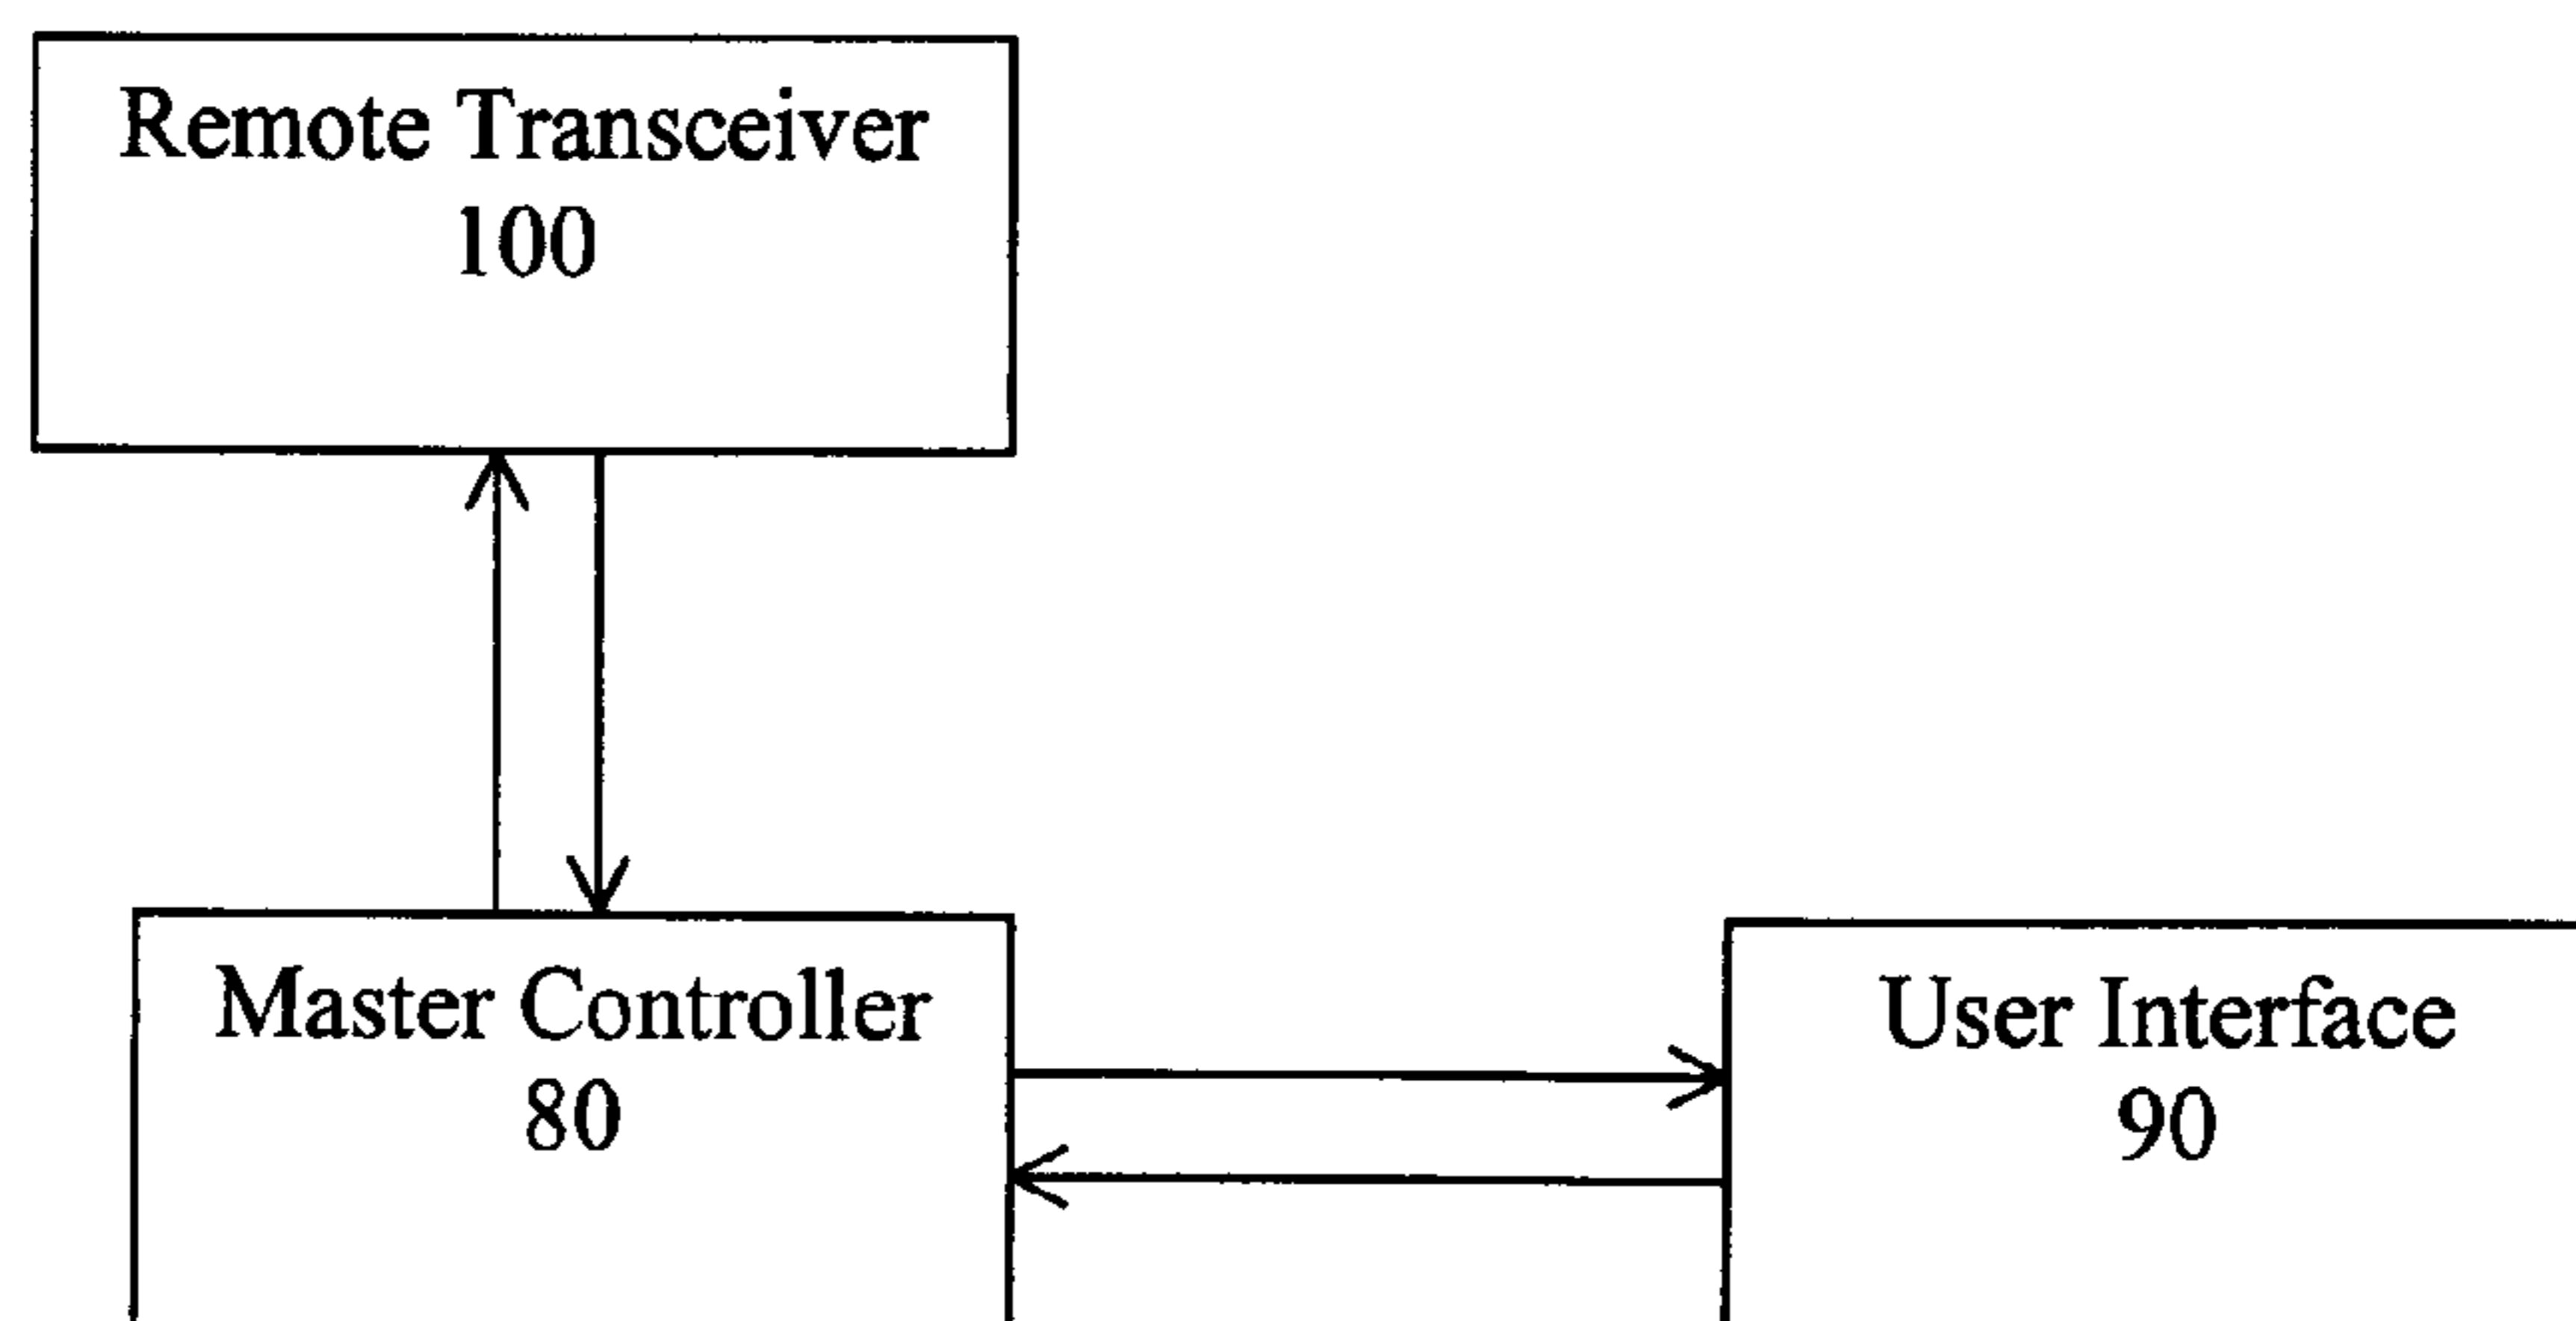 Remote Transceiver
100
Master Controller
80
User Interface
90